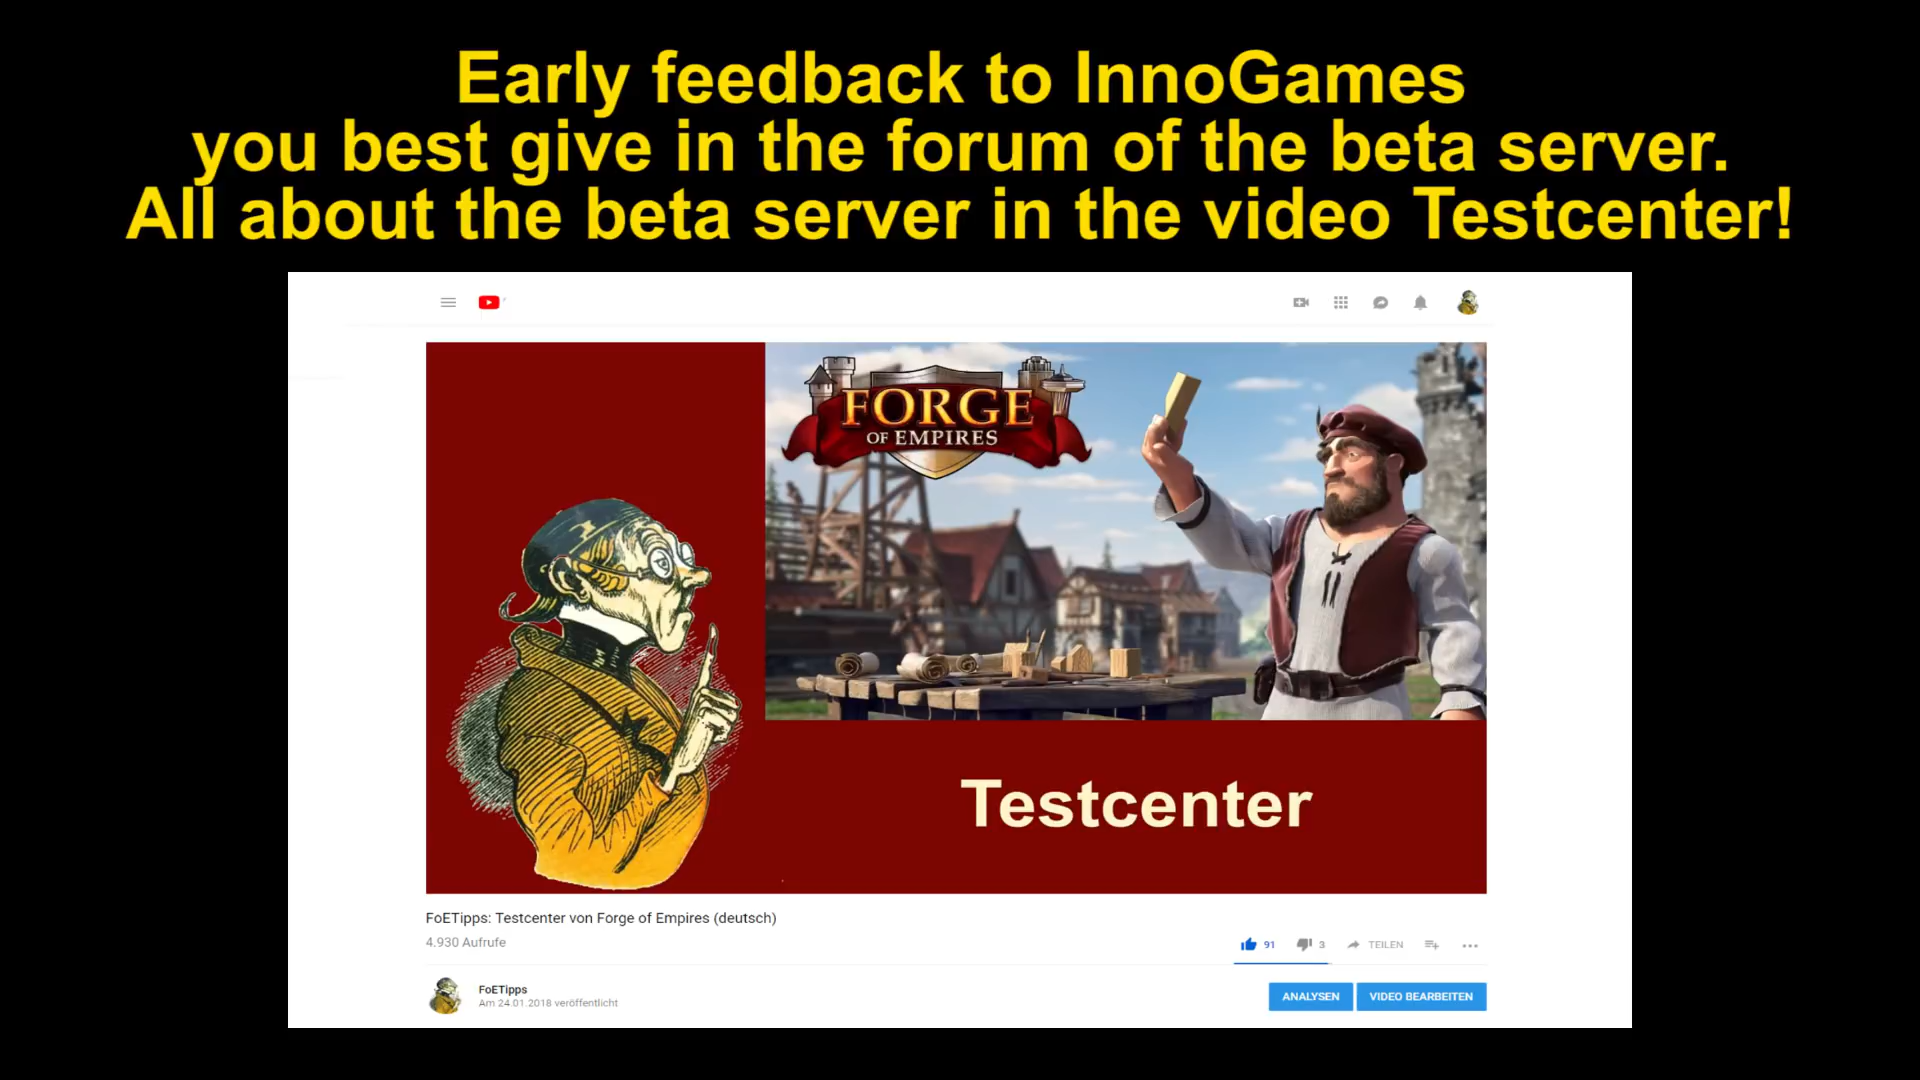 Early feedback to InnoGames
you best give in the forum of the beta server.
All about the beta server in the video Testcenter!
FORGE
OF EMPIRES
Testcenter
FoETipps: Testcenter von Forge of Empires (deutsch)
4.930 Aufrufe
91
3
TEILEN
FoETipps
Am 24.01.2018 veröffentlicht
ANALYSEN
VIDEO BEARBEITEN